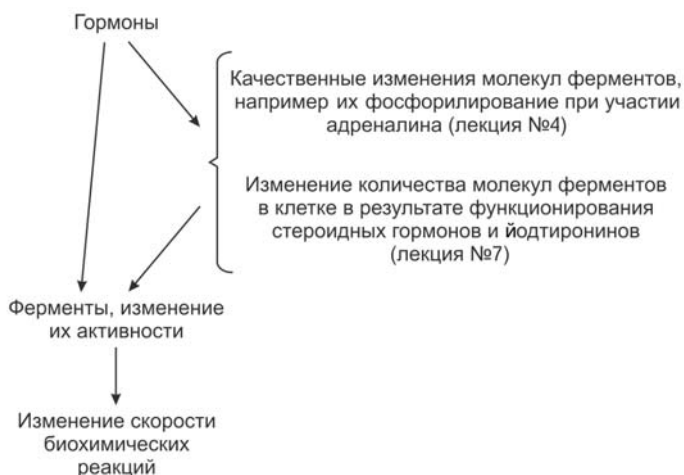 Гормоны
Качественные изменения молекул ферментов,
например их фосфорилирование при участии
адреналина (лекция №4)
Изменение количества молекул ферментов
в клетке в результате функционирования
стероидных гормонов и йодтиронинов
(лекция №7)
Ферменты, изменение
их активности
Изменение скорости
биохимических
реакций